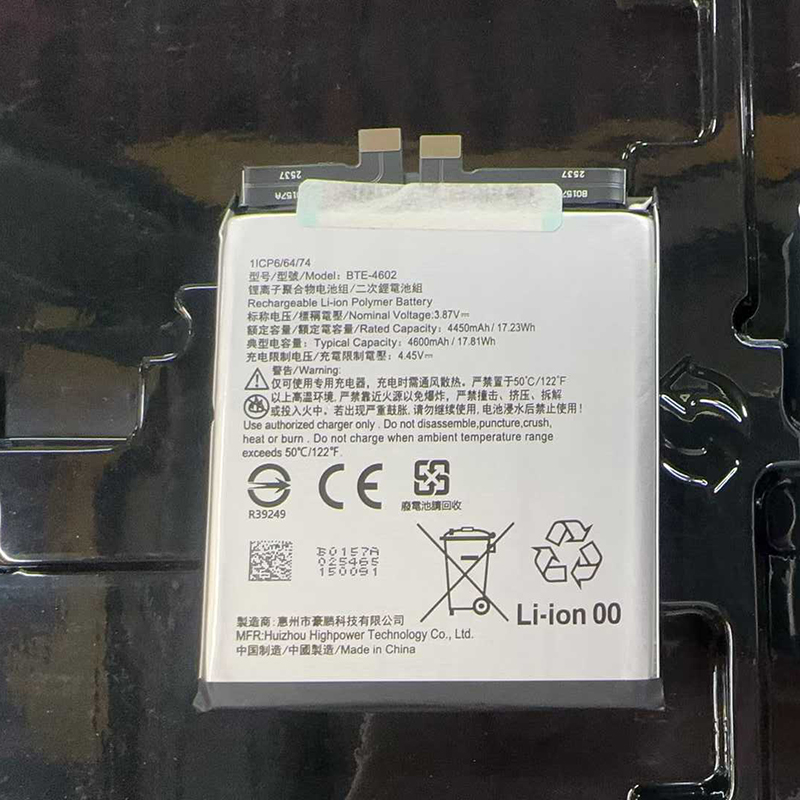 2537
2537
B0157A
B0157
1ICP6/64/74
型号/型號/Model: BTE-4602
锂离子聚合物电池组/二次鋰電池組
Rechargeable Li-ion Polymer Battery
标称电压/標稱電壓/Nominal Voltage:3.87V⎓
额定容量/額定電容量/Rated Capacity: 4450mAh/17.23Wh
典型电容量: Typical Capacity: 4600mAh/17.81Wh
充电限制电压/充電限制電壓: 4.45V⎓
警告/Warning:
仅可使用专用充电器, 充电时需通风散热。严禁置于50℃/122℉
以上高温环境。严禁靠近火源以免爆炸, 严禁撞击、挤压、拆解
或投入火中。若出现严重鼓胀, 请勿继续使用. 电池浸水后禁止使用!
Use authorized charger only . Do not disassemble,puncture,crush,
heat or burn . Do not charge when ambient temperature range
exceeds 50℃/122℉.
R39249
CE
廢電池請回收
B0157A
025465
150091
Li-ion 00
製造商:惠州市豪鵬科技有限公司
MFR:Huizhou Highpower Technology Co., Ltd.
中国制造/中國製造/Made in China